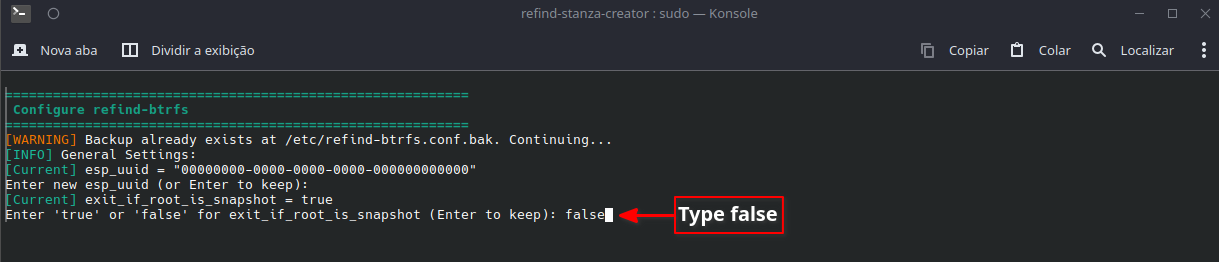 refind-stanza-creator : sudo — Konsole
Nova aba Dividir a exibição Copiar Colar Localizar
==========================================================
Configure refind-btrfs
==========================================================
[WARNING] Backup already exists at /etc/refind-btrfs.conf.bak. Continuing...
[INFO] General Settings:
[Current] esp_uuid = "00000000-0000-0000-0000-000000000000"
Enter new esp_uuid (or Enter to keep):
[Current] exit_if_root_is_snapshot = true
Enter 'true' or 'false' for exit_if_root_is_snapshot (Enter to keep): false
Type false